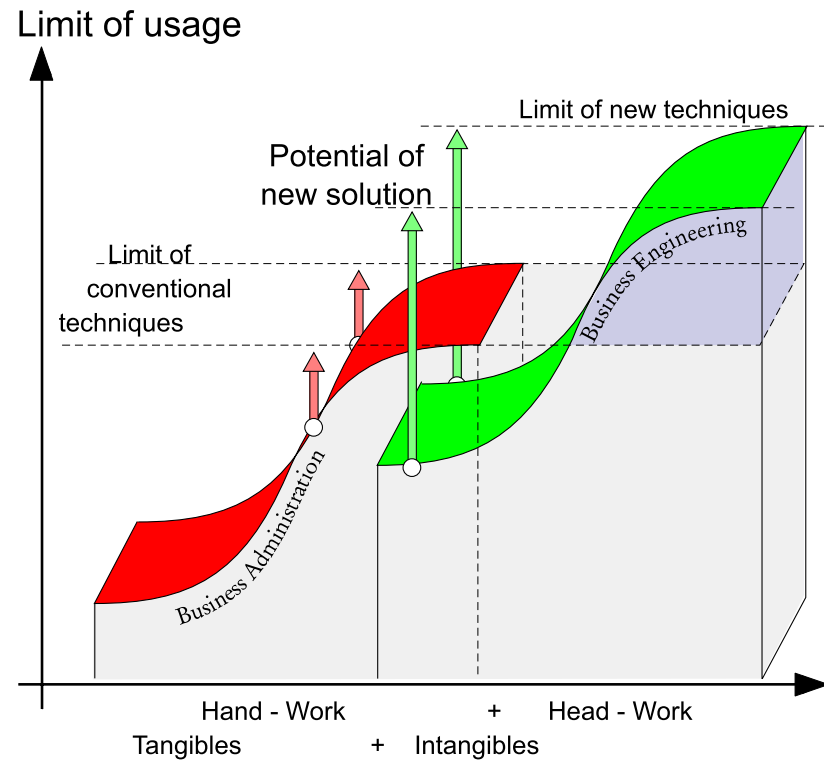 Limit of usage
Limit of new techniques
Potential of
new solution
Limit of
conventional
techniques
Business Engineering
Business Administration
Hand - Work + Head - Work
Tangibles + Intangibles